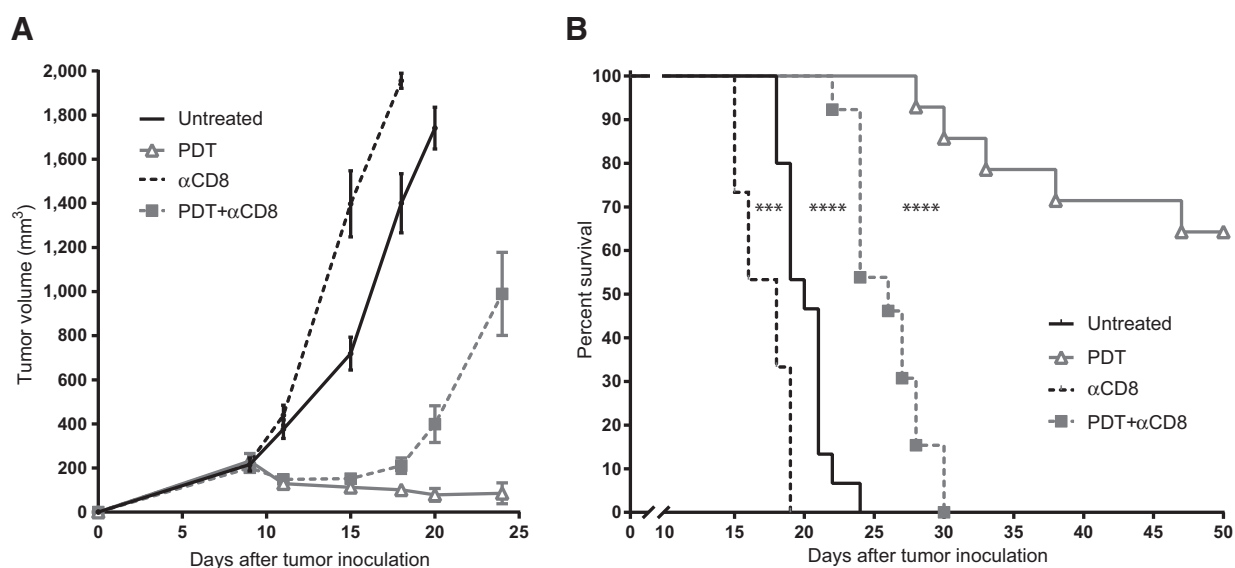 A
Tumor volume (mm³)
2,000
1,800
1,600
1,400
1,200
1,000
800
600
400
200
0
Untreated
PDT
αCD8
PDT+αCD8
0 5 10 15 20 25
Days after tumor inoculation
B
Percent survival
100
90
80
70
60
50
40
30
20
10
0
*** **** ****
Untreated
PDT
αCD8
PDT+αCD8
0 10 15 20 25 30 35 40 45 50
Days after tumor inoculation